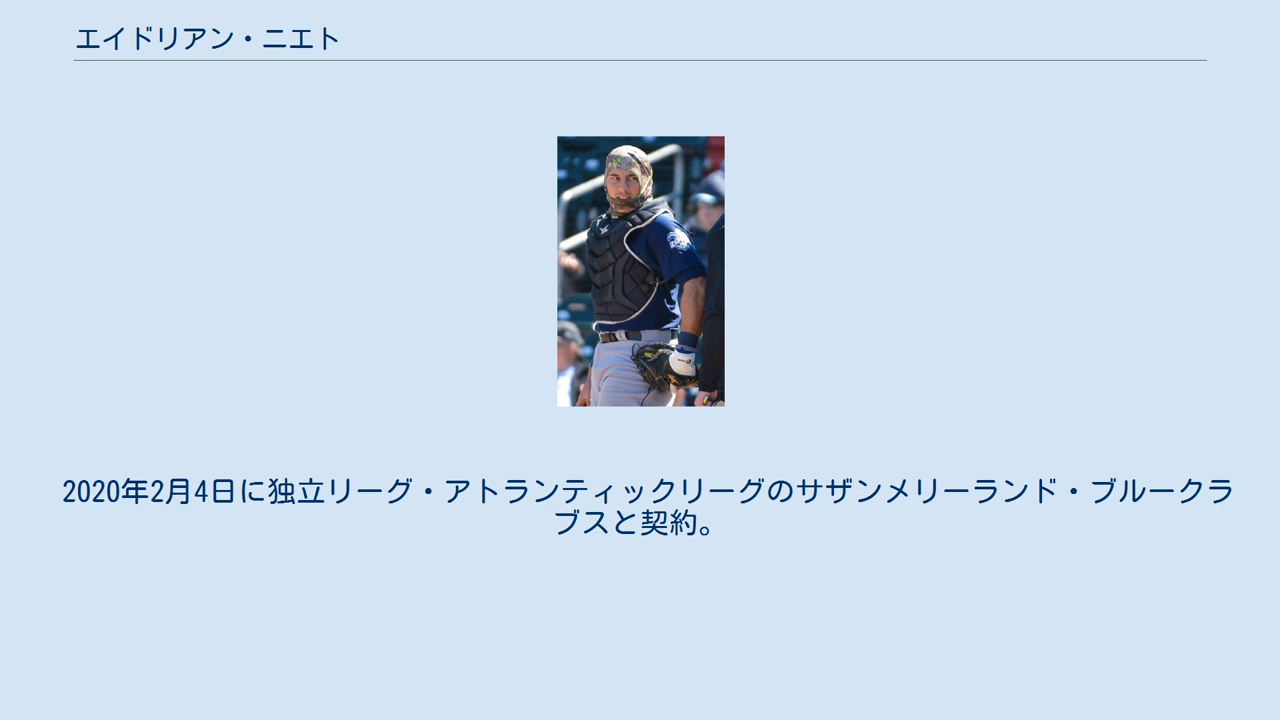 エイドリアン・ニエト
2020年2月4日に独立リーグ・アトランティックリーグのサザンメリーランド・ブルークラ
ブスと契約。